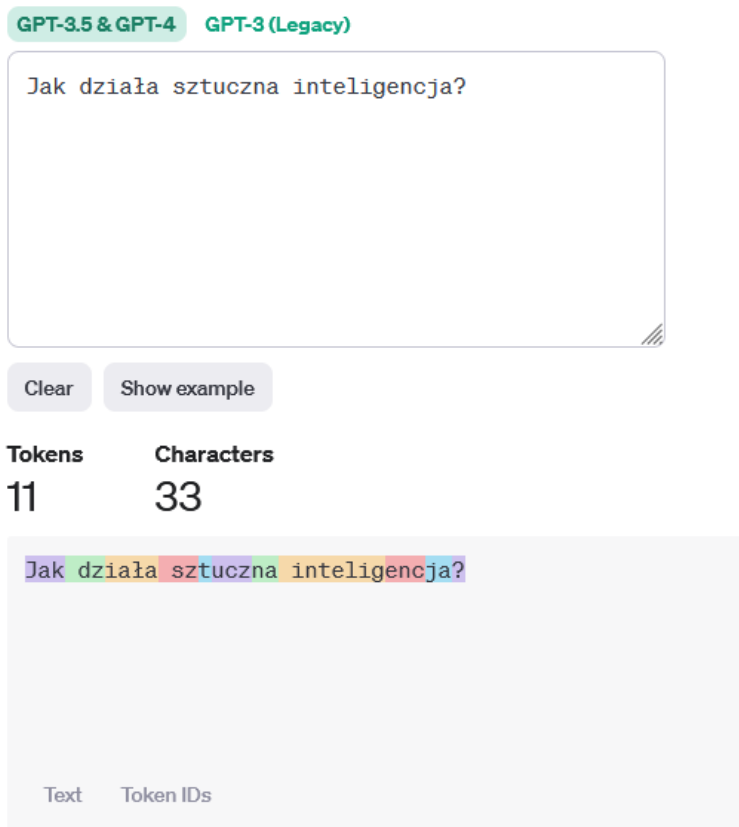 GPT-3.5 & GPT-4 GPT-3 (Legacy)
Jak działa sztuczna inteligencja?
Clear Show example
Tokens Characters
11 33
Jak działa sztuczna inteligencja?
Text Token IDs